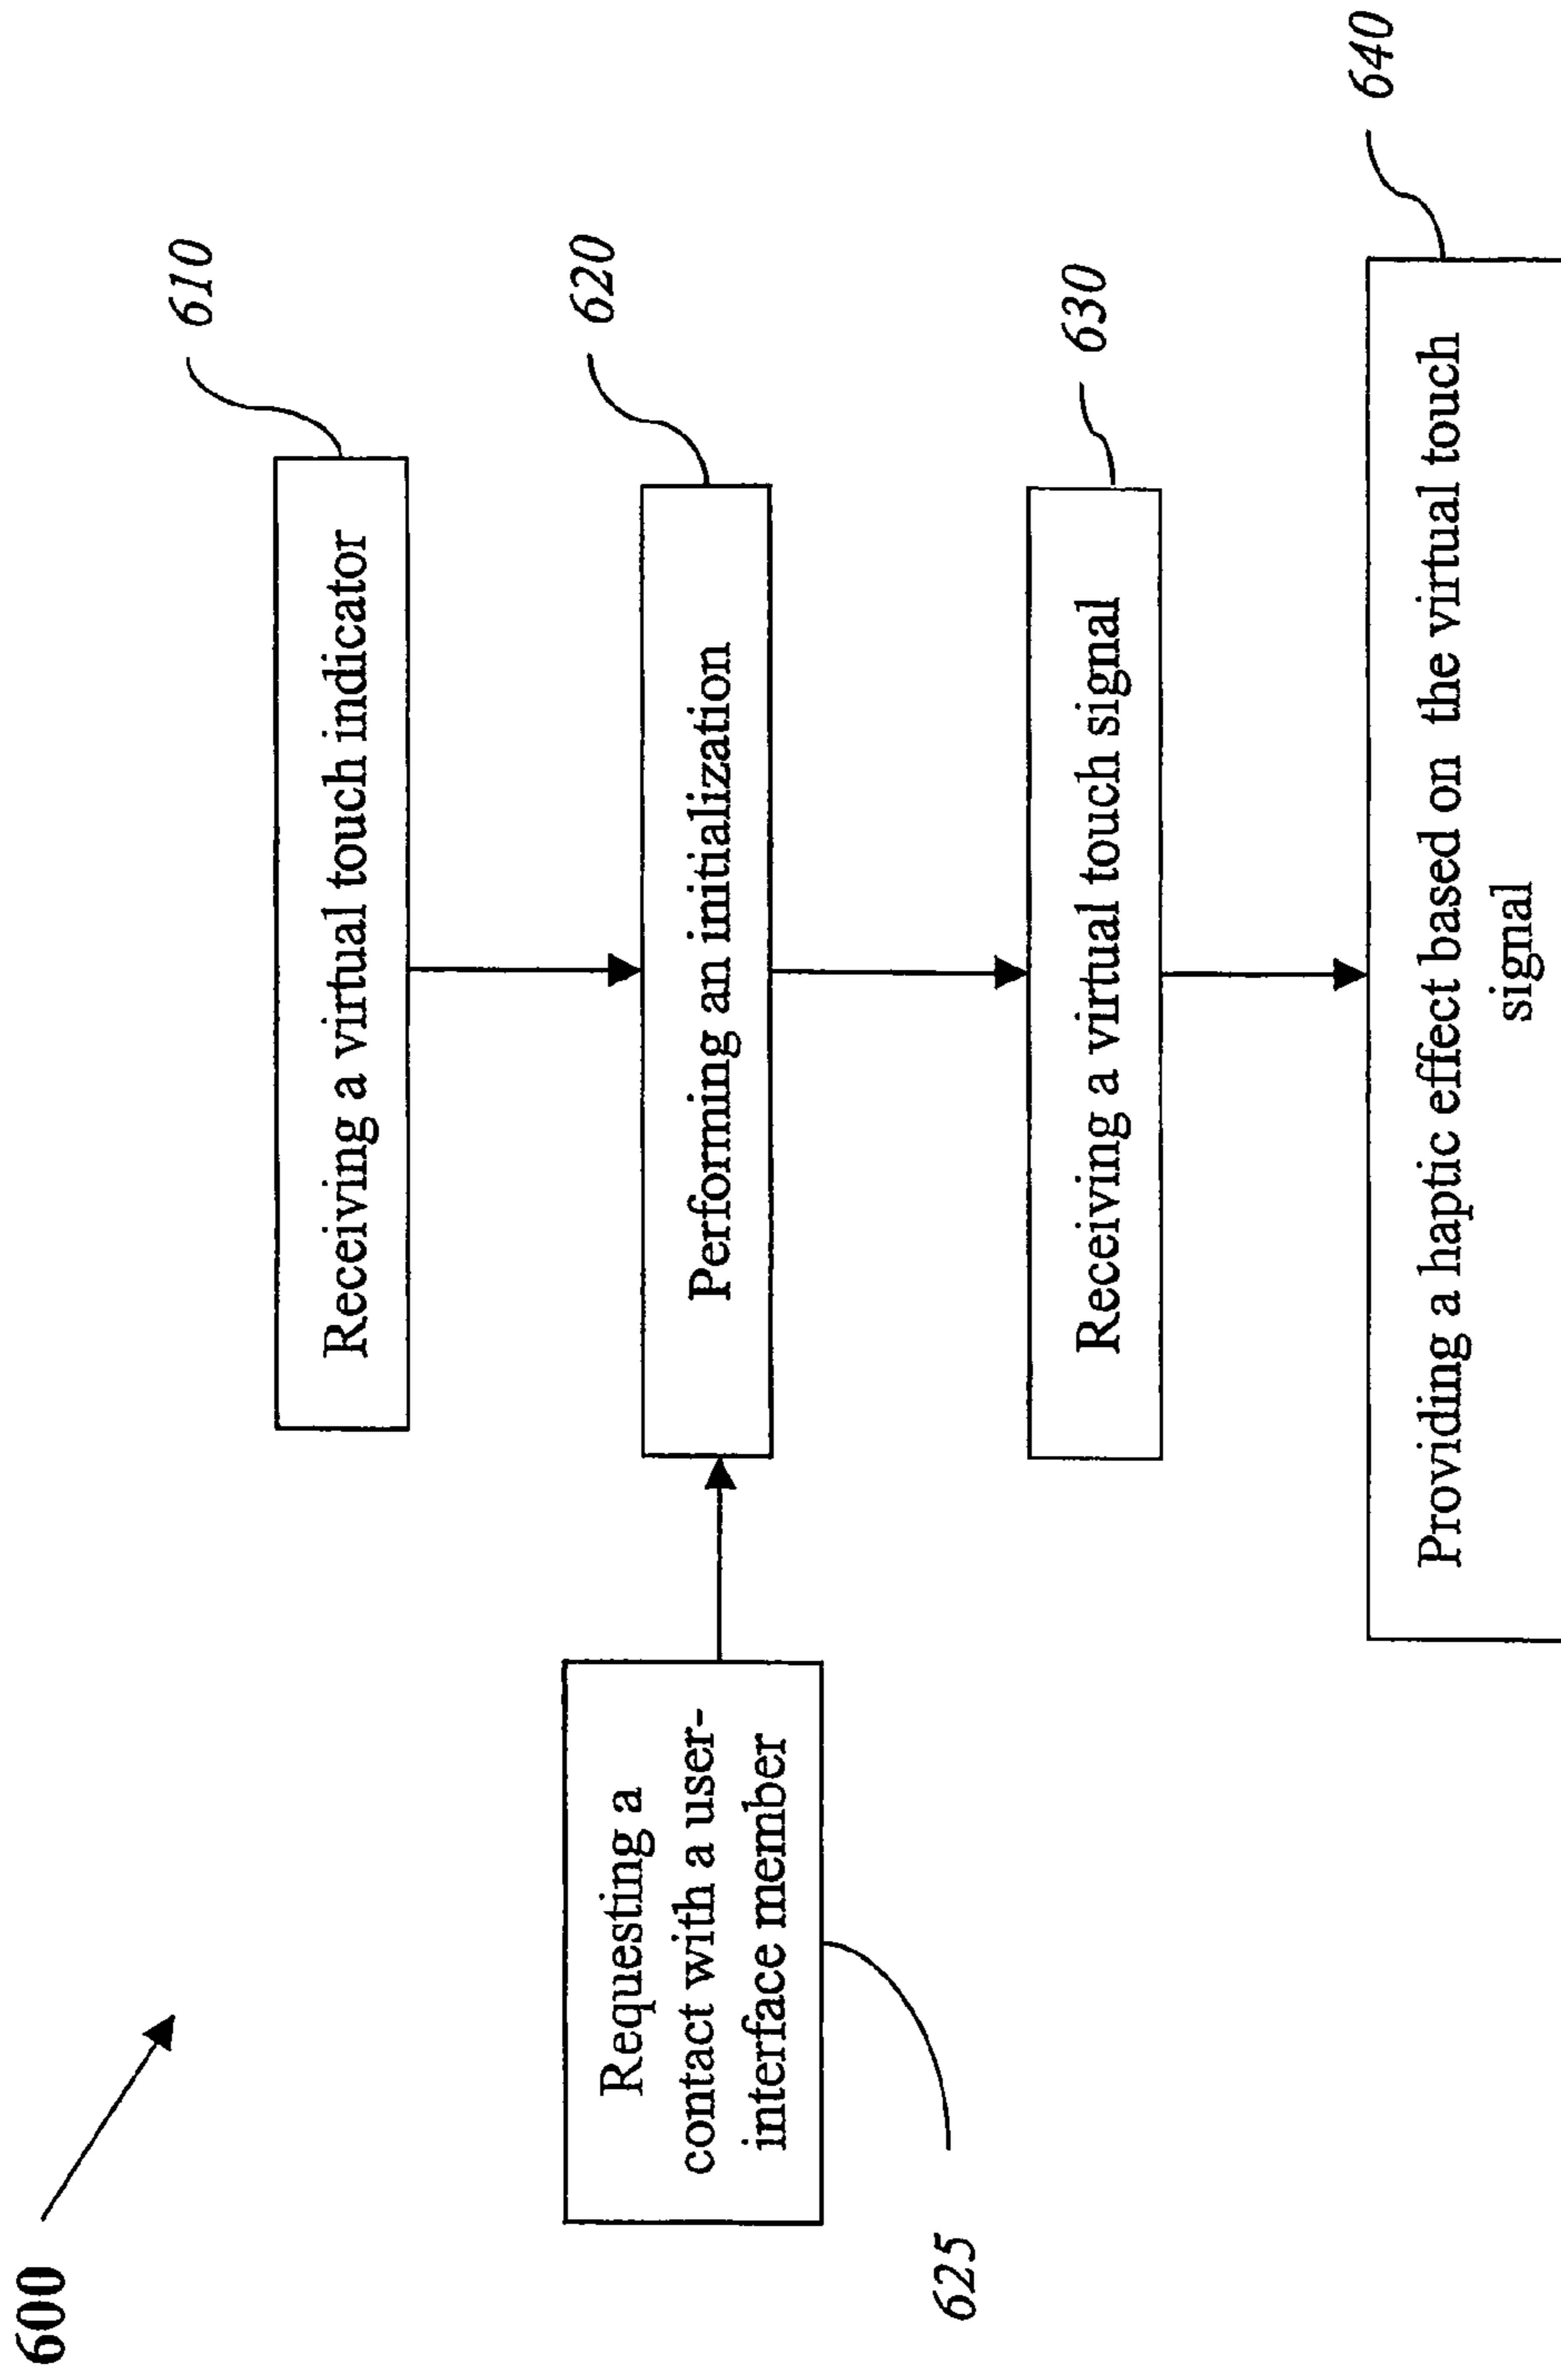 600
Receiving a virtual touch indicator
610
Performing an initialization
620
Requesting a
contact with a user-
interface member
625
Receiving a virtual touch signal
630
Providing a haptic effect based on the virtual touch
signal
640